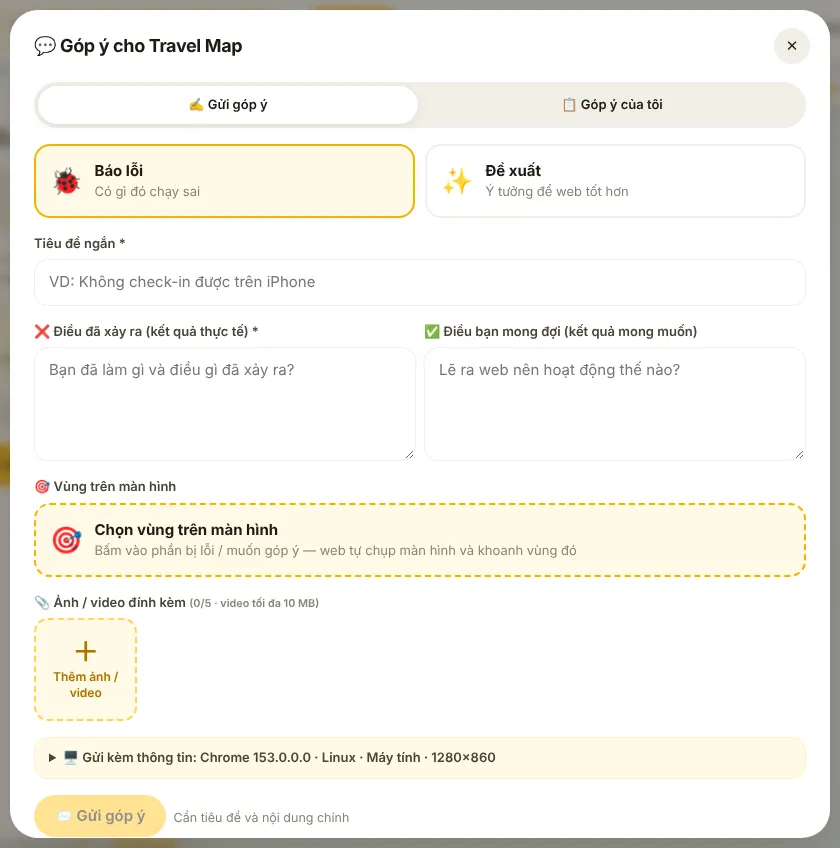 💬 Góp ý cho Travel Map
✕
✍️ Gửi góp ý
📋 Góp ý của tôi
🐞 Báo lỗi
Có gì đó chạy sai
✨ Đề xuất
Ý tưởng để web tốt hơn
Tiêu đề ngắn *
VD: Không check-in được trên iPhone
❌ Điều đã xảy ra (kết quả thực tế) *
Bạn đã làm gì và điều gì đã xảy ra?
✅ Điều bạn mong đợi (kết quả mong muốn)
Lẽ ra web nên hoạt động thế nào?
🎯 Vùng trên màn hình
🎯 Chọn vùng trên màn hình
Bấm vào phần bị lỗi / muốn góp ý — web tự chụp màn hình và khoanh vùng đó
📎 Ảnh / video đính kèm (0/5 · video tối đa 10 MB)
+
Thêm ảnh /
video
▶ 🖥️ Gửi kèm thông tin: Chrome 153.0.0.0 · Linux · Máy tính · 1280×860
✉️ Gửi góp ý
Cần tiêu đề và nội dung chính